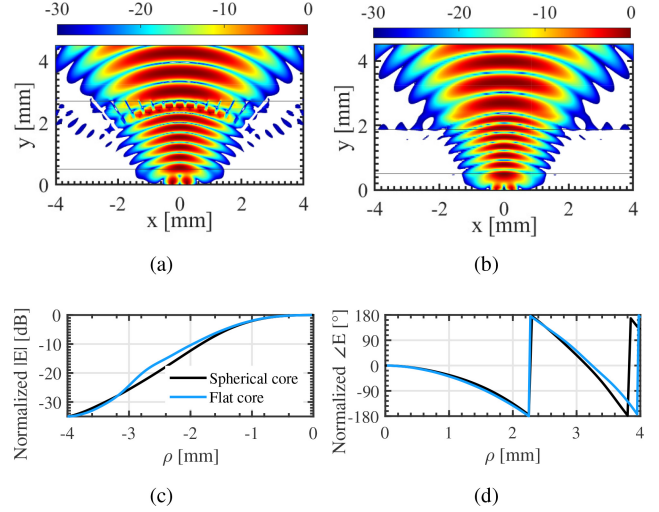 -30 -20 -10 0
-30 -20 -10 0
4
2
0
y [mm]
-4 -2 0 2 4
x [mm]
4
3
2
1
0
y [mm]
-4 -2 0 2 4
x [mm]
(a)
(b)
0
-10
-20
-30
Normalized |E| [dB]
Spherical core
Flat core
-4 -3 -2 -1 0
ρ [mm]
180
90
0
-90
-180
Normalized ∠E [°]
0 1 2 3 4
ρ [mm]
(c)
(d)